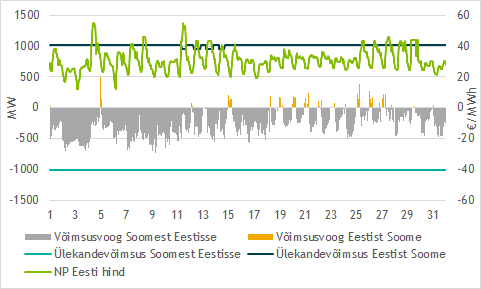 1500
1000
500
0
-500
-1000
-1500
MW
60
40
20
0
-20
-40
-60
€/MWh
1 3 5 7 9 11 13 15 17 19 21 23 25 27 29 31
Võimsusvoog Soomest Eestisse
Võimsusvoog Eestist Soome
Ülekandevõimsus Soomest Eestisse
Ülekandevõimsus Eestist Soome
NP Eesti hind